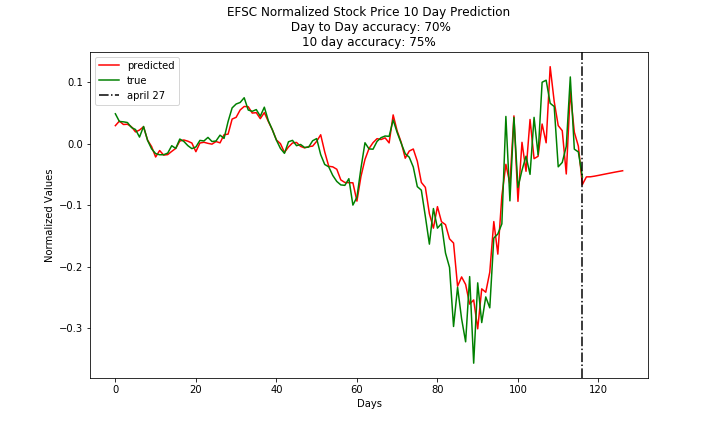 EFSC Normalized Stock Price 10 Day Prediction
Day to Day accuracy: 70%
10 day accuracy: 75%
predicted
true
april 27
Normalized Values
0.1
0.0
−0.1
−0.2
−0.3
0
20
40
60
80
100
120
Days